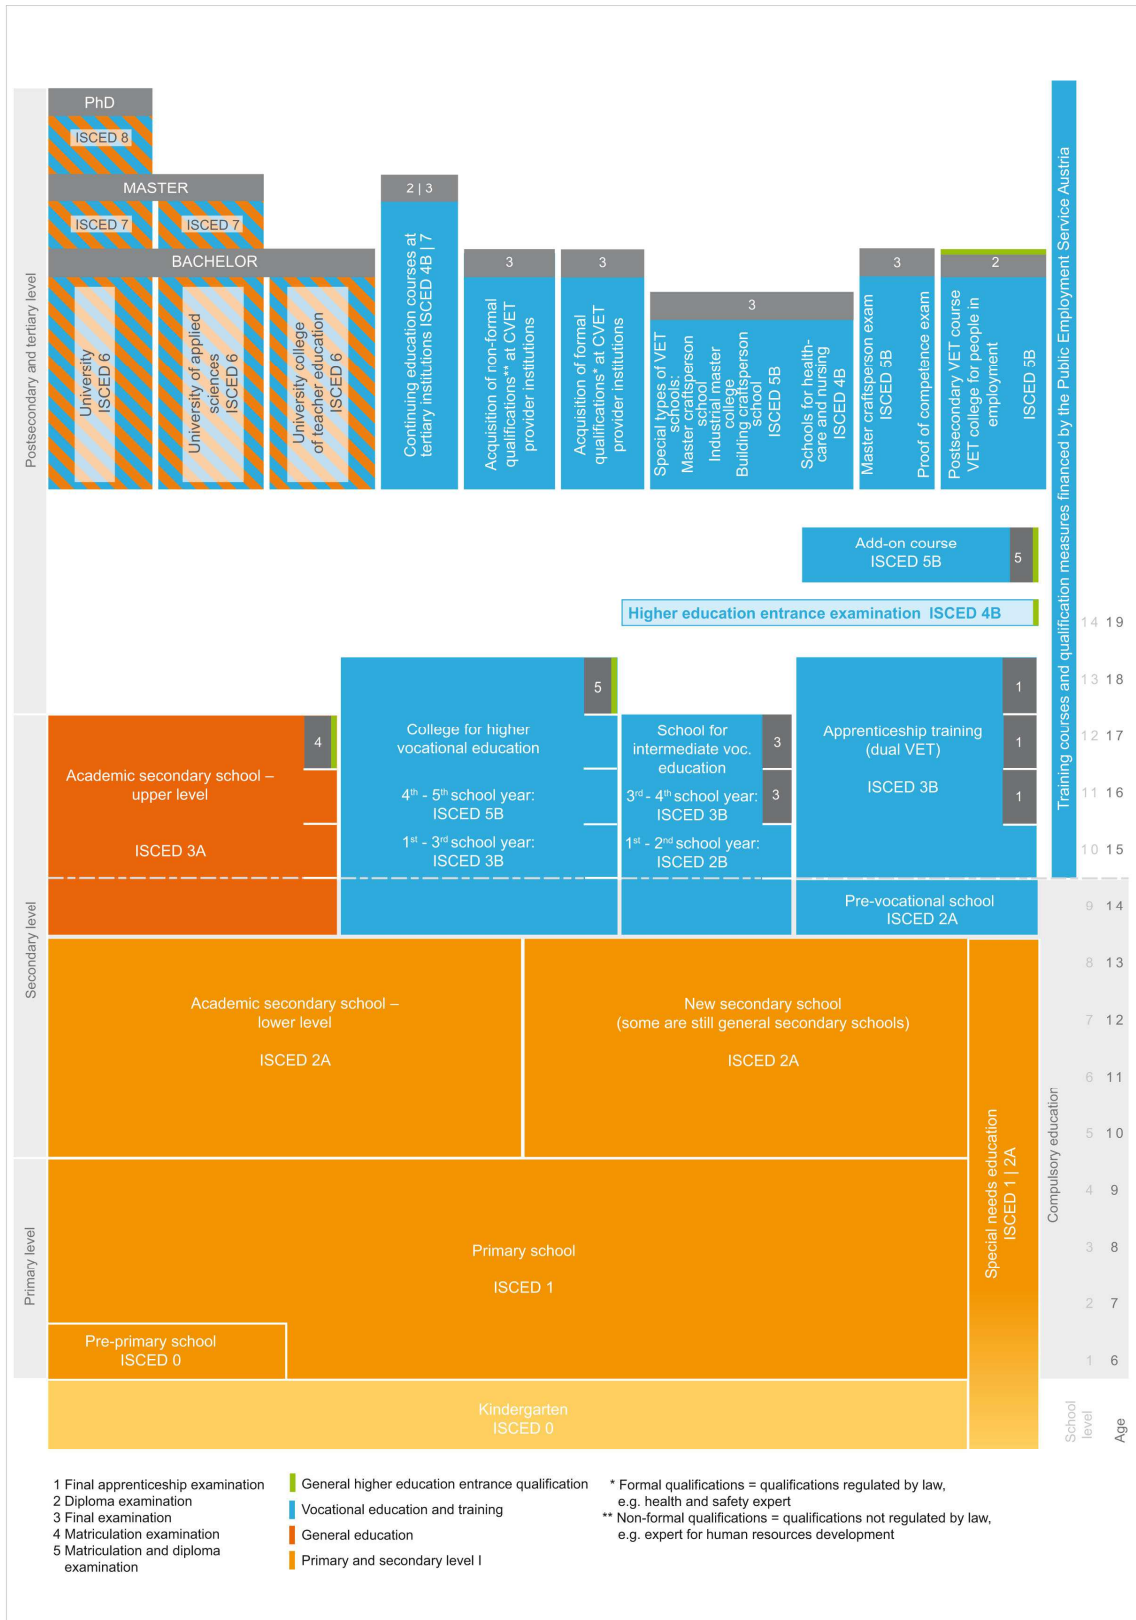 PhD
ISCED 8
MASTER
ISCED 7
ISCED 7
BACHELOR
University
ISCED 6
University of applied
sciences
ISCED 6
University college
of teacher education
ISCED 6
2 | 3
Continuing education courses at
tertiary institutions ISCED 4B | 7
3
Acquisition of non-formal
qualifications** at CVET
provider institutions
3
Acquisition of formal
qualifications* at CVET
provider institutions
3
Special types of VET
schools:
Master craftsperson
school
Industrial master
college
Building craftsperson
school
ISCED 5B
Schools for health-
care and nursing
ISCED 4B
3
Master craftsperson exam
ISCED 5B
Proof of competence exam
2
Postsecondary VET course
VET college for people in
employment
ISCED 5B
Training courses and qualification measures financed by the Public Employment Service Austria
Postsecondary and tertiary level
Add-on course
ISCED 5B
5
Higher education entrance examination ISCED 4B
14 19
13 18
12 17
11 16
10 15
9 14
8 13
7 12
6 11
5 10
4 9
3 8
2 7
1 6
School
level
Age
Compulsory education
Secondary level
Primary level
Academic secondary school –
upper level
ISCED 3A
4
College for higher
vocational education
4th - 5th school year:
ISCED 5B
1st - 3rd school year:
ISCED 3B
5
School for
intermediate voc.
education
3rd - 4th school year:
ISCED 3B
1st - 2nd school year:
ISCED 2B
3
3
Apprenticeship training
(dual VET)
ISCED 3B
1
1
1
Pre-vocational school
ISCED 2A
Academic secondary school –
lower level
ISCED 2A
New secondary school
(some are still general secondary schools)
ISCED 2A
Special needs education
ISCED 1 | 2A
Primary school
ISCED 1
Pre-primary school
ISCED 0
Kindergarten
ISCED 0
1 Final apprenticeship examination
2 Diploma examination
3 Final examination
4 Matriculation examination
5 Matriculation and diploma
examination
General higher education entrance qualification
Vocational education and training
General education
Primary and secondary level I
* Formal qualifications = qualifications regulated by law,
e.g. health and safety expert
** Non-formal qualifications = qualifications not regulated by law,
e.g. expert for human resources development